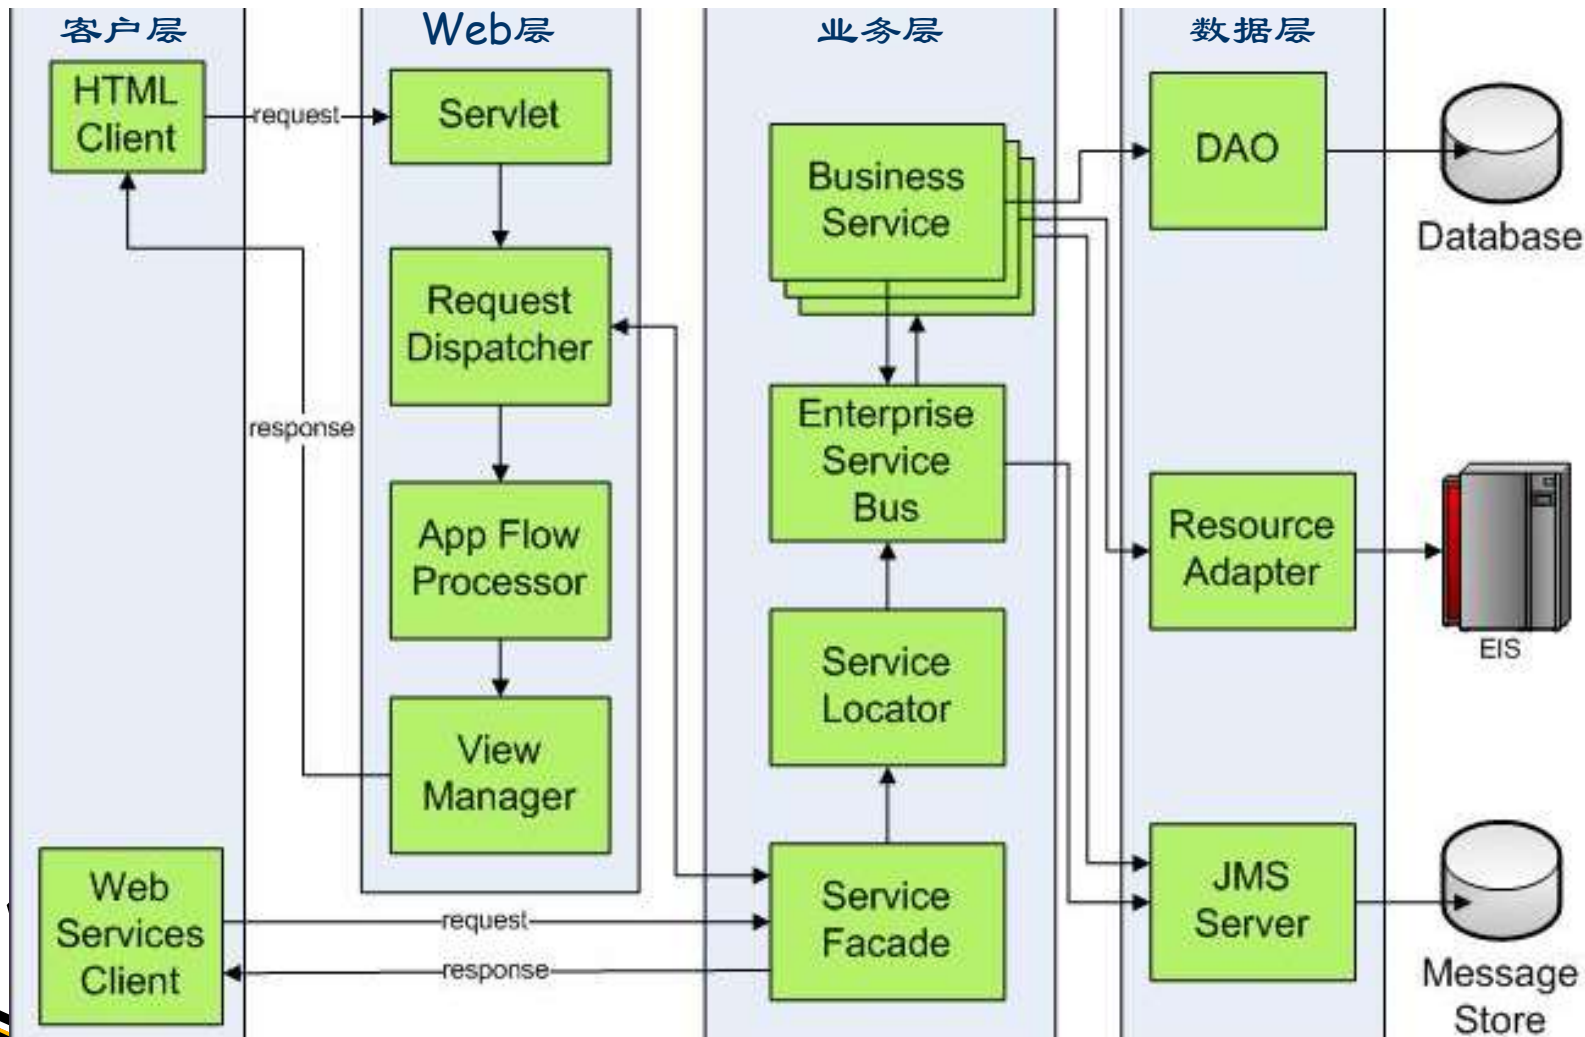 客户层
Web层
业务层
数据层
HTML
Client
request
Servlet
Business
Service
DAO
Database
Request
Dispatcher
response
Enterprise
Service
Bus
App Flow
Processor
Resource
Adapter
EIS
Service
Locator
View
Manager
Web
Services
Client
request
response
Service
Facade
JMS
Server
Message
Store